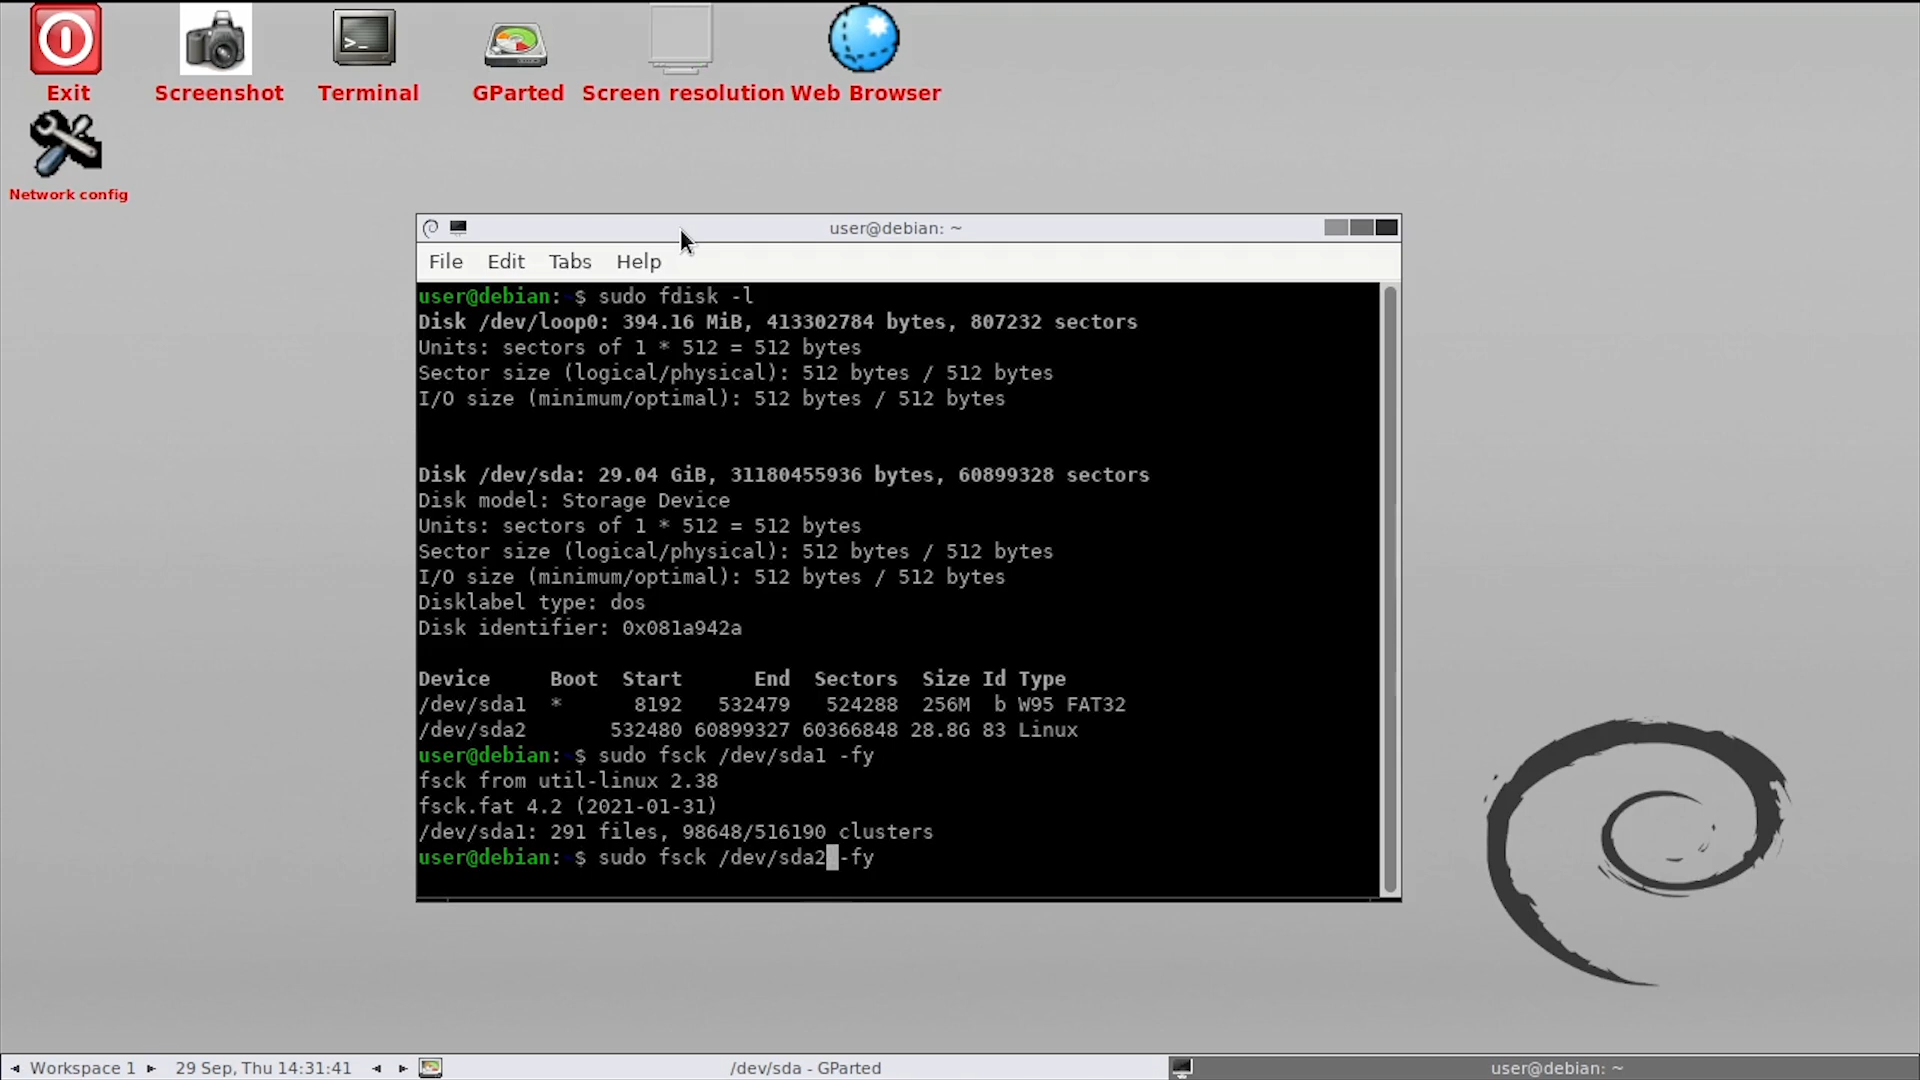 Exit
Screenshot
Terminal
GParted
Screen resolution
Web Browser
Network config
user@debian: ~
File Edit Tabs Help
user@debian:~$ sudo fdisk -l
Disk /dev/loop0: 394.16 MiB, 413302784 bytes, 807232 sectors
Units: sectors of 1 * 512 = 512 bytes
Sector size (logical/physical): 512 bytes / 512 bytes
I/O size (minimum/optimal): 512 bytes / 512 bytes
Disk /dev/sda: 29.04 GiB, 31180455936 bytes, 60899328 sectors
Disk model: Storage Device
Units: sectors of 1 * 512 = 512 bytes
Sector size (logical/physical): 512 bytes / 512 bytes
I/O size (minimum/optimal): 512 bytes / 512 bytes
Disklabel type: dos
Disk identifier: 0x081a942a
Device Boot Start End Sectors Size Id Type
/dev/sda1 * 8192 532479 524288 256M b W95 FAT32
/dev/sda2 532480 60899327 60366848 28.8G 83 Linux
user@debian:~$ sudo fsck /dev/sda1 -fy
fsck from util-linux 2.38
fsck.fat 4.2 (2021-01-31)
/dev/sda1: 291 files, 98648/516190 clusters
user@debian:~$ sudo fsck /dev/sda2 -fy
Workspace 1 29 Sep, Thu 14:31:41 /dev/sda - GParted user@debian: ~